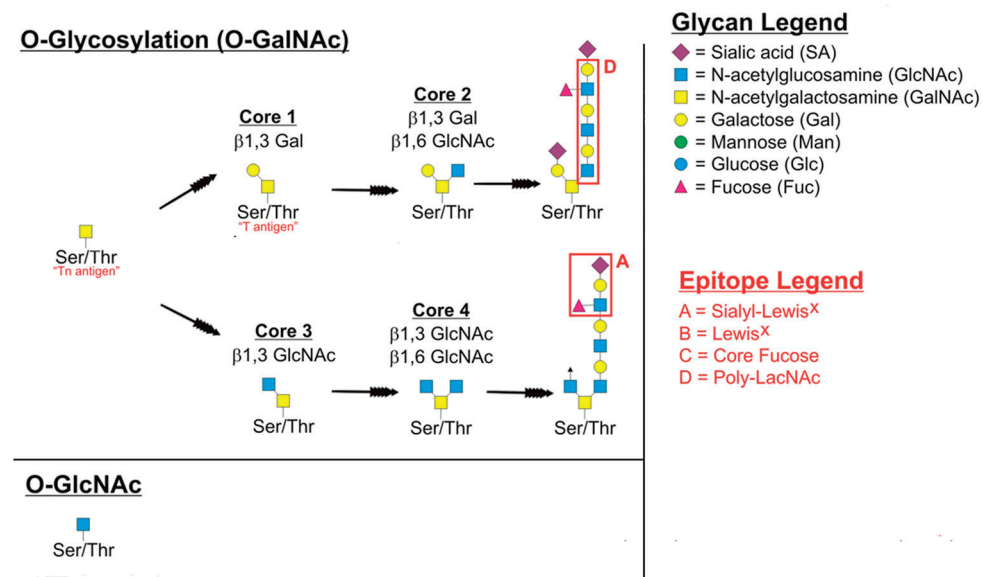 O-Glycosylation (O-GalNAc)
Core 1
β1,3 Gal
Ser/Thr
"T antigen"
Core 2
β1,3 Gal
β1,6 GlcNAc
Ser/Thr
D
Ser/Thr
Ser/Thr
"Tn antigen"
Core 3
β1,3 GlcNAc
Ser/Thr
Core 4
β1,3 GlcNAc
β1,6 GlcNAc
Ser/Thr
A
Ser/Thr
O-GlcNAc
Ser/Thr
Glycan Legend
= Sialic acid (SA)
= N-acetylglucosamine (GlcNAc)
= N-acetylgalactosamine (GalNAc)
= Galactose (Gal)
= Mannose (Man)
= Glucose (Glc)
= Fucose (Fuc)
Epitope Legend
A = Sialyl-Lewisˣ
B = Lewisˣ
C = Core Fucose
D = Poly-LacNAc